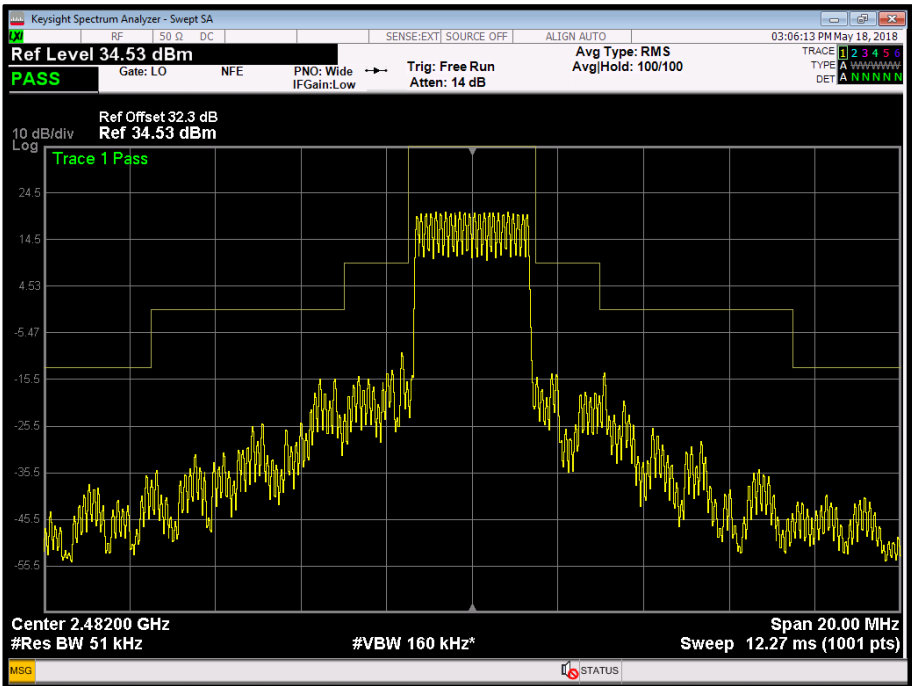 Keysight Spectrum Analyzer - Swept SA
LXI RF 50 Ω DC SENSE:EXT SOURCE OFF ALIGN AUTO 03:06:13 PM May 18, 2018
Ref Level 34.53 dBm
PASS
Gate: LO NFE PNO: Wide Trig: Free Run Avg Type: RMS TRACE 1 2 3 4 5 6
IFGain:Low Atten: 14 dB Avg|Hold: 100/100 TYPE A WWWWW
DET A N N N N N
Ref Offset 32.3 dB
10 dB/div Ref 34.53 dBm
Log
Trace 1 Pass
24.5
14.5
4.53
-5.47
-15.5
-25.5
-35.5
-45.5
-55.5
Center 2.48200 GHz Span 20.00 MHz
#Res BW 51 kHz #VBW 160 kHz* Sweep 12.27 ms (1001 pts)
MSG STATUS